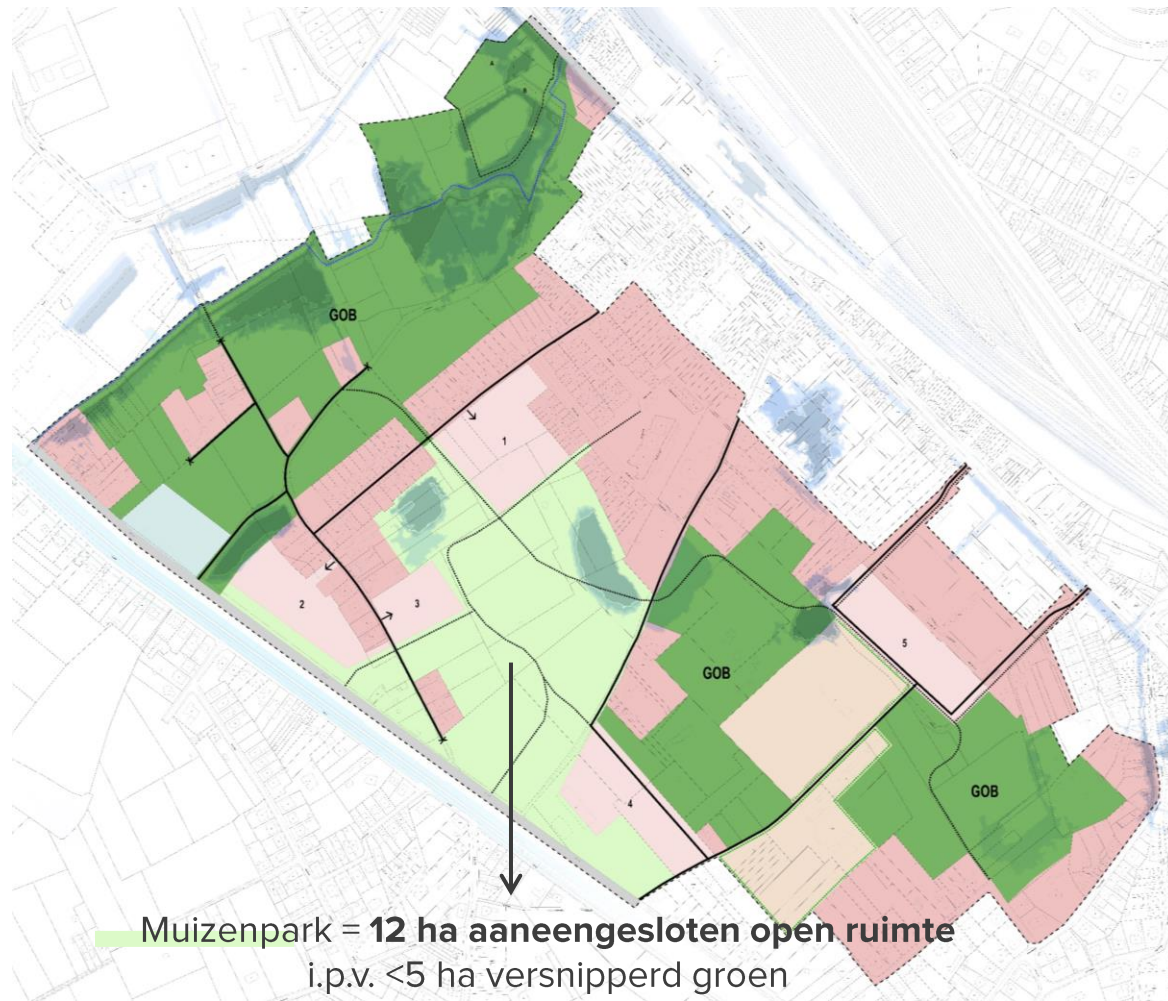 A
B
GOB
1
2
3
5
GOB
4
GOB
Muizenpark = 12 ha aaneengesloten open ruimte
i.p.v. <5 ha versnipperd groen